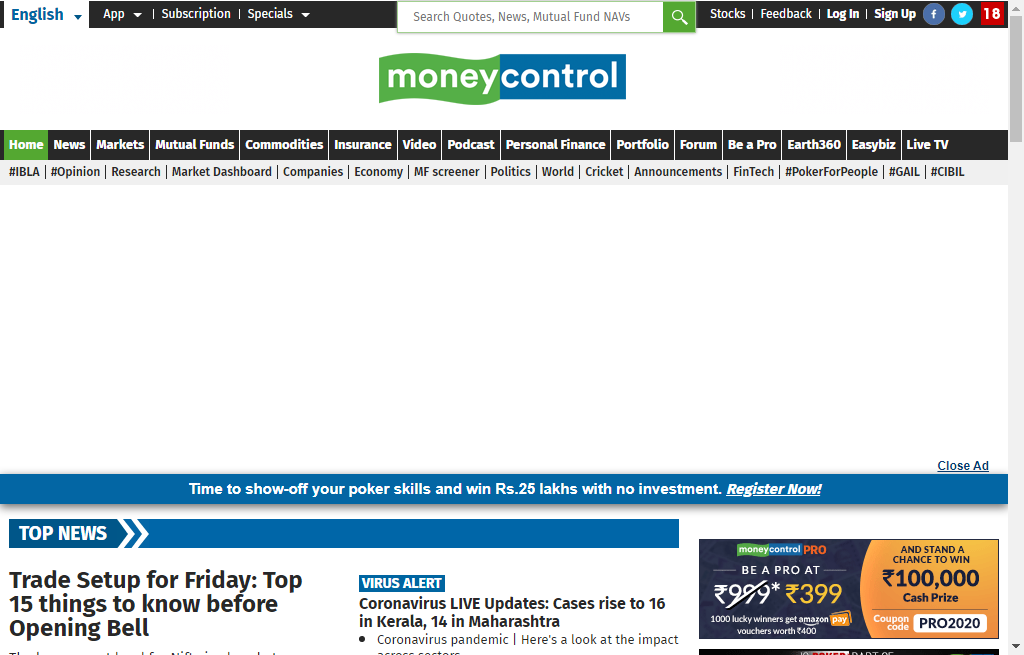 English App | Subscription | Specials Search Quotes, News, Mutual Fund NAVs Stocks | Feedback | Log In | Sign Up 18
moneycontrol
Home News Markets Mutual Funds Commodities Insurance Video Podcast Personal Finance Portfolio Forum Be a Pro Earth360 Easybiz Live TV
#IBLA | #Opinion | Research | Market Dashboard | Companies | Economy | MF screener | Politics | World | Cricket | Announcements | FinTech | #PokerForPeople | #GAIL | #CIBIL
Close Ad
Time to show-off your poker skills and win Rs.25 lakhs with no investment. Register Now!
TOP NEWS
Trade Setup for Friday: Top
15 things to know before
Opening Bell
VIRUS ALERT
Coronavirus LIVE Updates: Cases rise to 16
in Kerala, 14 in Maharashtra
Coronavirus pandemic | Here's a look at the impact
across sectors
moneycontrol PRO
BE A PRO AT
₹999* ₹399
1000 lucky winners get amazon pay
vouchers worth ₹400
AND STAND A
CHANCE TO WIN
₹100,000
Cash Prize
Coupon
code PRO2020